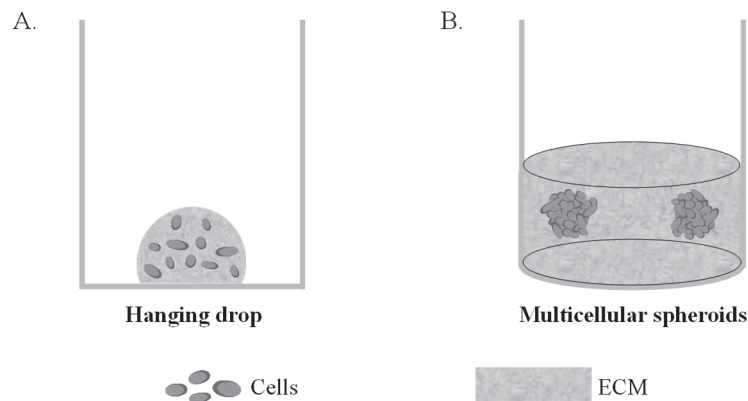 A.
B.
Hanging drop
Multicellular spheroids
Cells
ECM